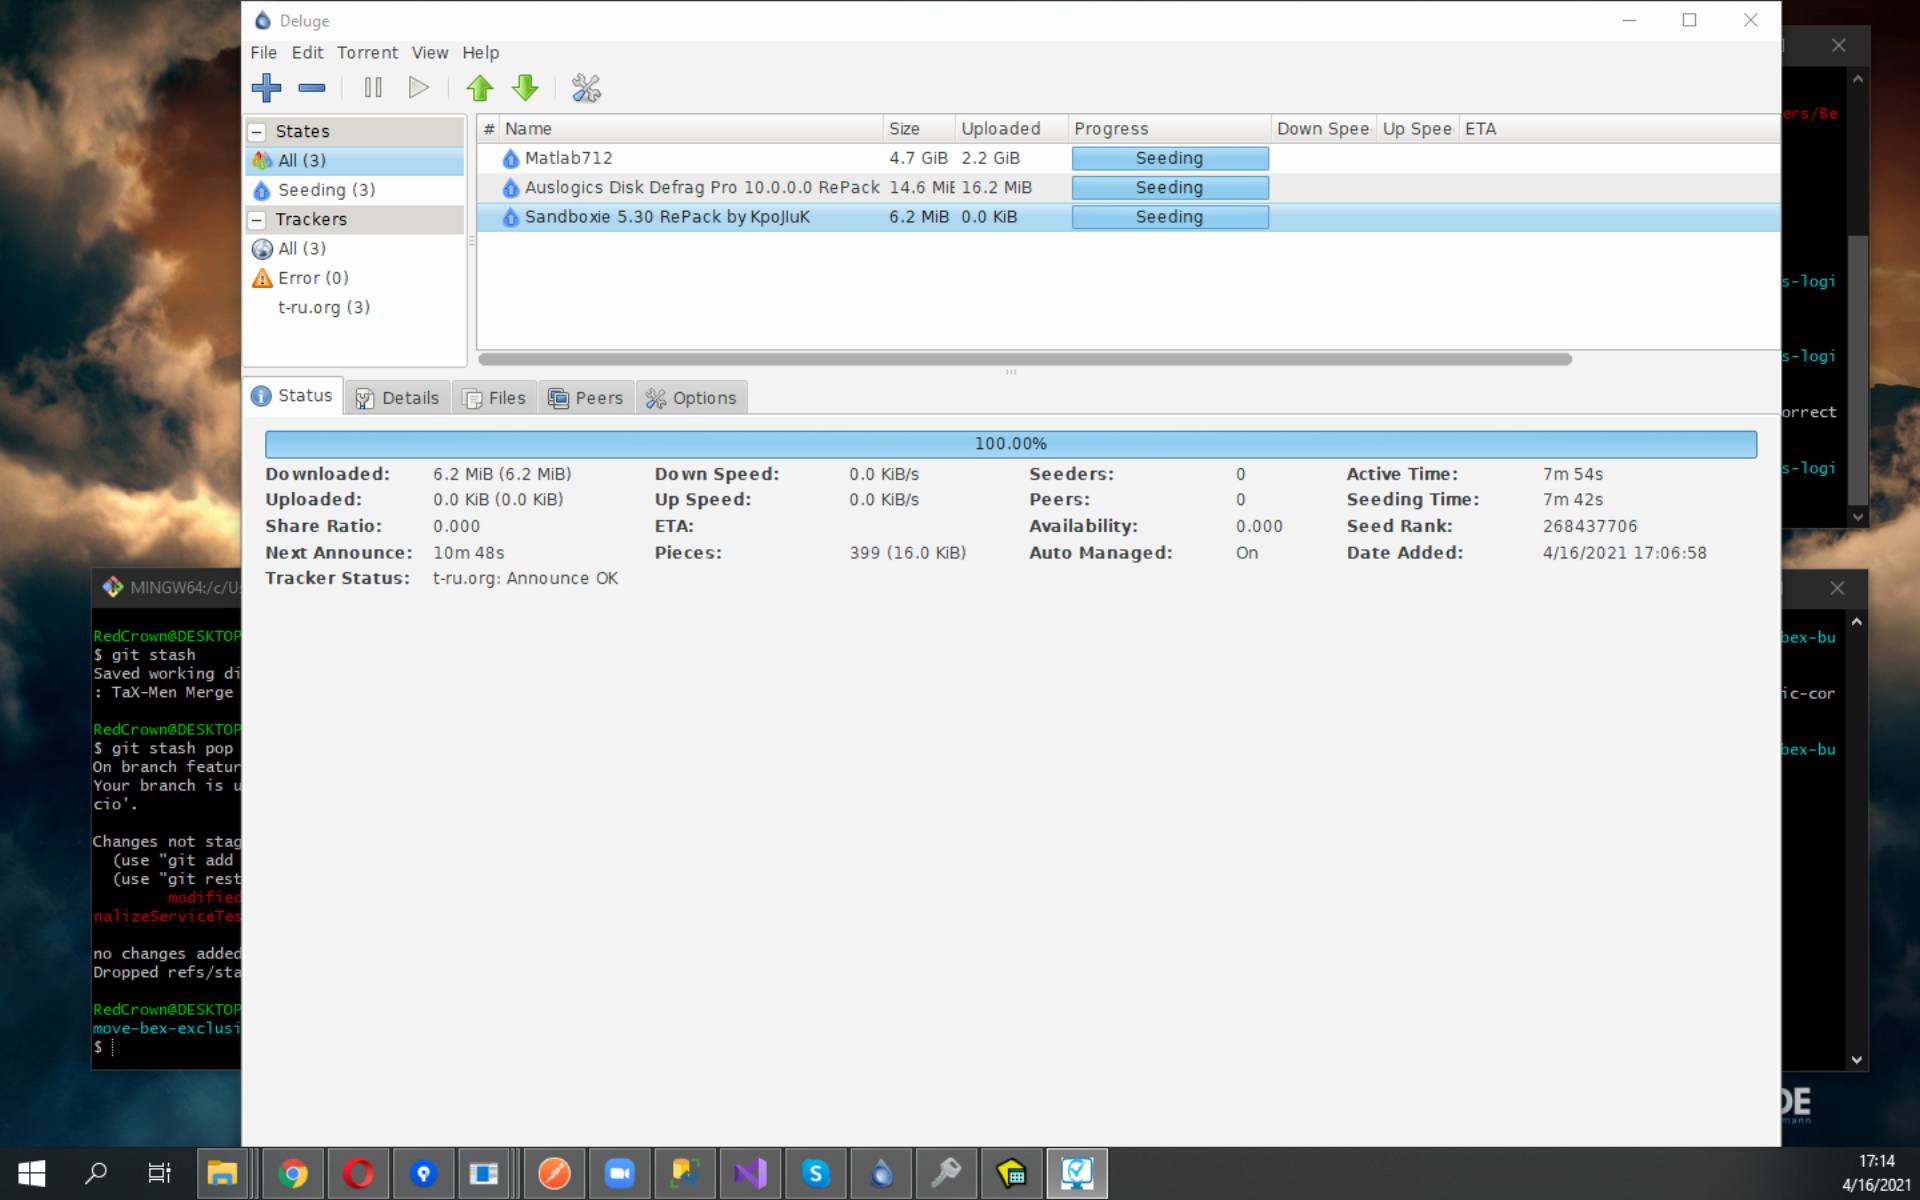 Deluge
File Edit Torrent View Help
States
All (3)
Seeding (3)
Trackers
All (3)
Error (0)
t-ru.org (3)
# Name Size Uploaded Progress Down Spee Up Spee ETA
Matlab712 4.7 GiB 2.2 GiB Seeding
Auslogics Disk Defrag Pro 10.0.0.0 RePack 14.6 MiE 16.2 MiB Seeding
Sandboxie 5.30 RePack by KpoJIuK 6.2 MiB 0.0 KiB Seeding
Status Details Files Peers Options
100.00%
Downloaded: 6.2 MiB (6.2 MiB) Down Speed: 0.0 KiB/s Seeders: 0 Active Time: 7m 54s
Uploaded: 0.0 KiB (0.0 KiB) Up Speed: 0.0 KiB/s Peers: 0 Seeding Time: 7m 42s
Share Ratio: 0.000 ETA: Availability: 0.000 Seed Rank: 268437706
Next Announce: 10m 48s Pieces: 399 (16.0 KiB) Auto Managed: On Date Added: 4/16/2021 17:06:58
Tracker Status: t-ru.org: Announce OK
MINGW64:/c/U
RedCrown@DESKTOP
$ git stash
Saved working di
: TaX-Men Merge
RedCrown@DESKTOP
$ git stash pop
On branch featur
Your branch is u
cio'.
Changes not stag
(use "git add
(use "git rest
modified
nalizeServiceTes
no changes added
Dropped refs/sta
RedCrown@DESKTOP
move-bex-exclusi
$
ers/Be
s-logi
s-logi
orrect
s-logi
bex-bu
ic-cor
bex-bu
DE
mann
17:14
4/16/2021